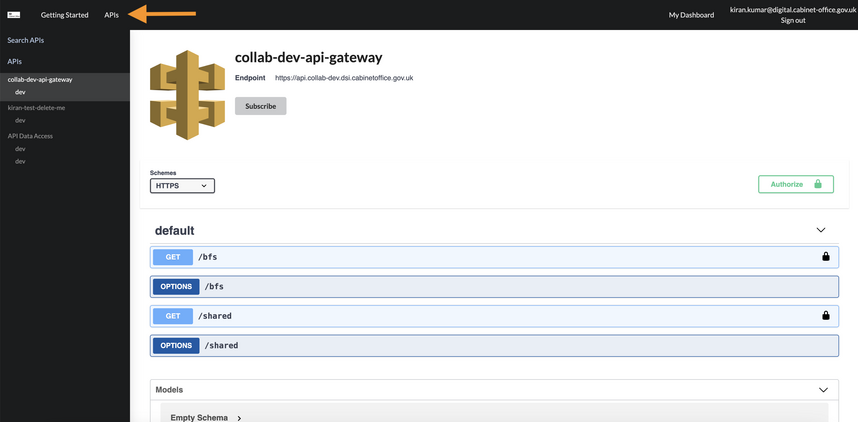 Getting Started APIs My Dashboard kiran.kumar@digital.cabinet-office.gov.uk
Sign out
Search APIs
APIs
collab-dev-api-gateway
dev
kiran-test-delete-me
dev
API Data Access
dev
dev
collab-dev-api-gateway
Endpoint https://api.collab-dev.dsi.cabinetoffice.gov.uk
Subscribe
Schemes
HTTPS
Authorize
default
GET /bfs
OPTIONS /bfs
GET /shared
OPTIONS /shared
Models
Empty Schema